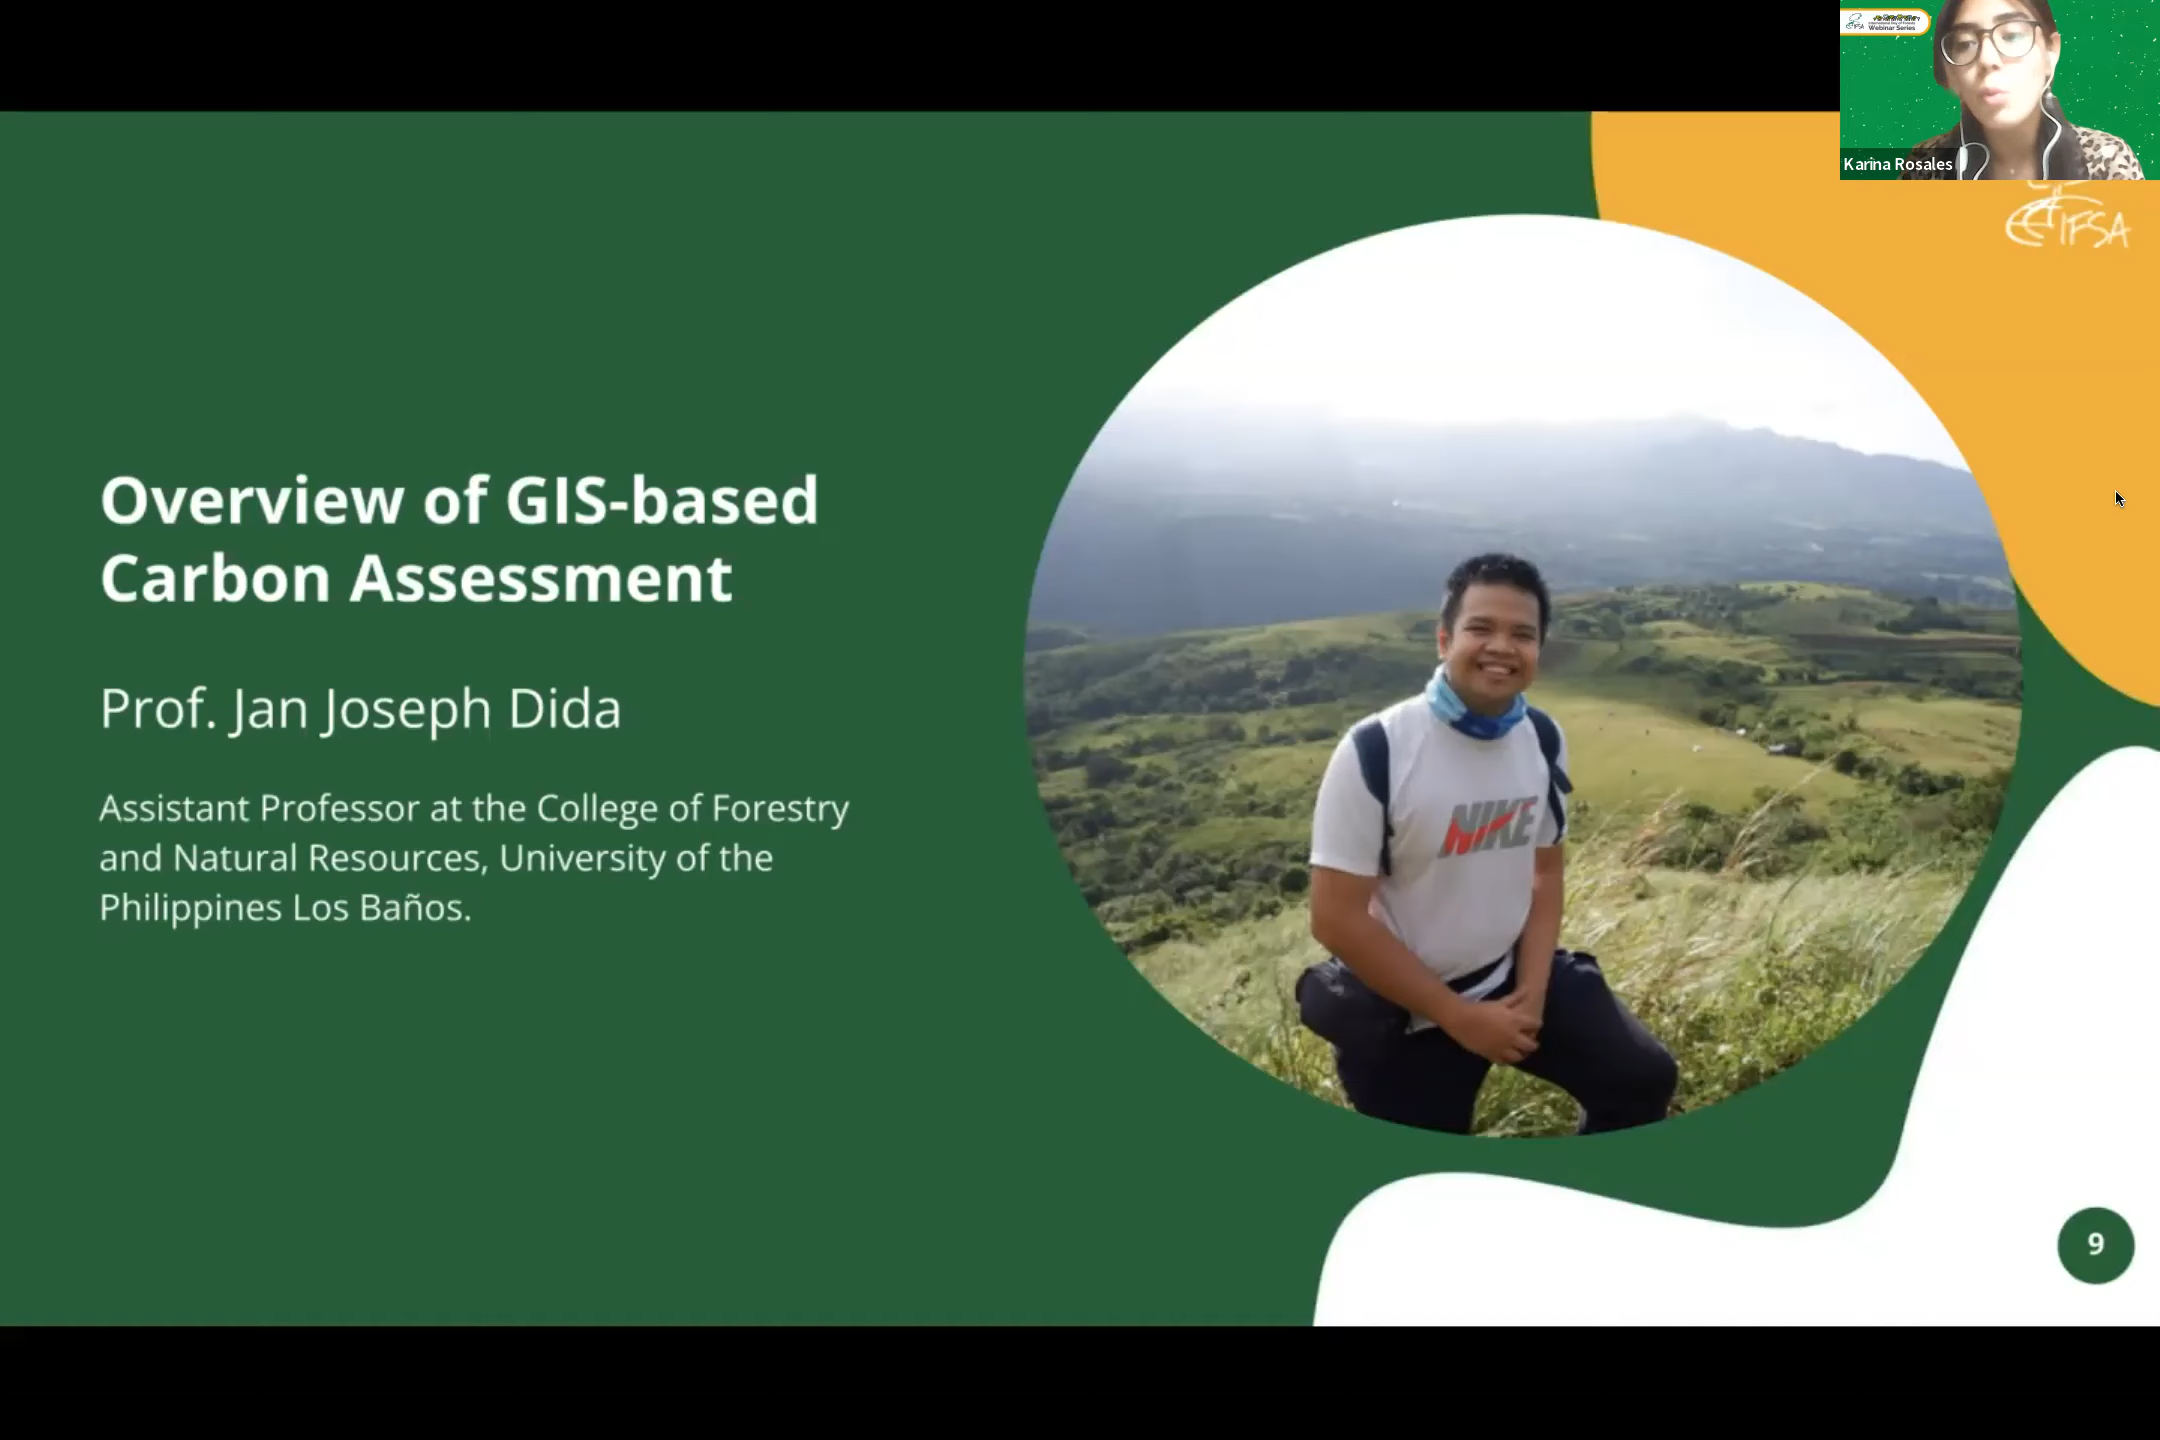 IFSA
Webinar Series
Karina Rosales
IFSA
Overview of GIS-based
Carbon Assessment
Prof. Jan Joseph Dida
Assistant Professor at the College of Forestry
and Natural Resources, University of the
Philippines Los Baños.
NIKE
9